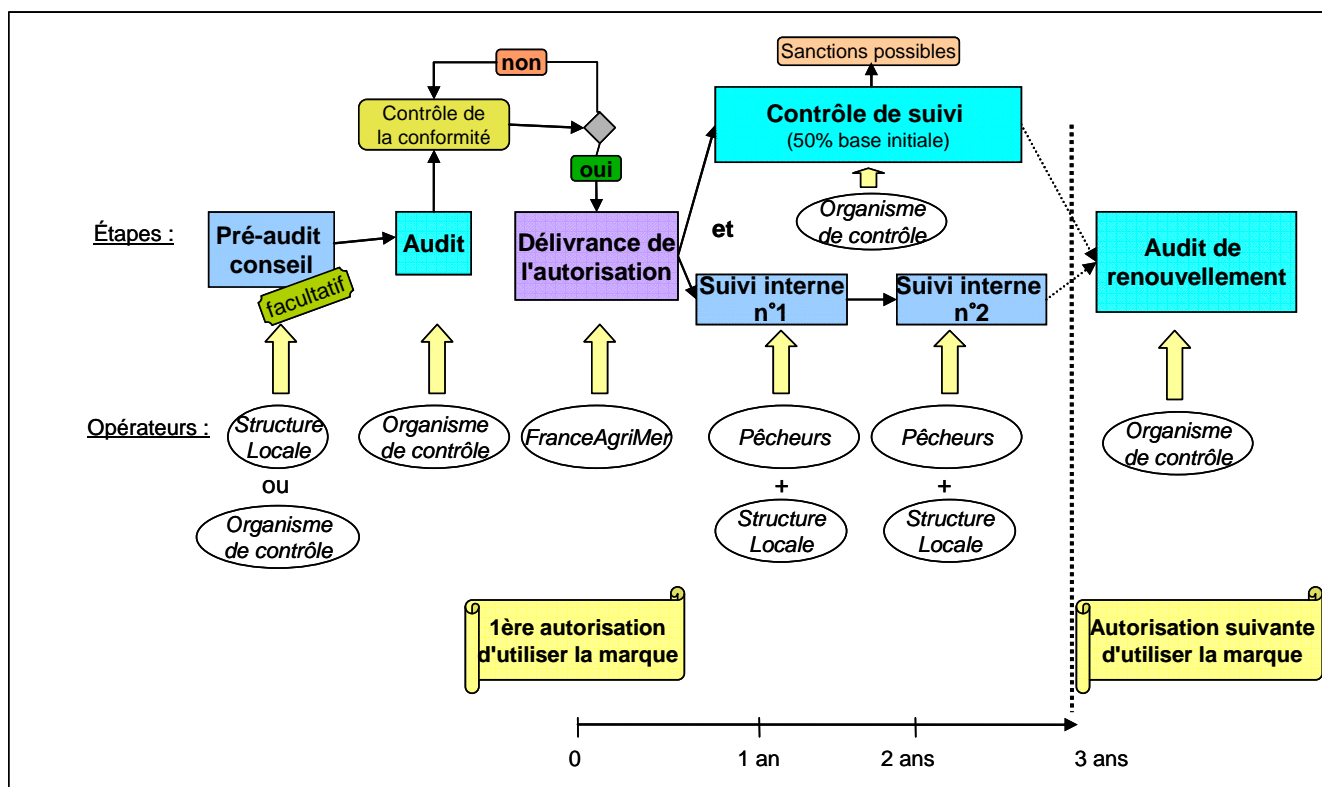 non
Sanctions possibles
Contrôle de
la conformité
Contrôle de suivi
(50% base initiale)
oui
Étapes :
Pré-audit
conseil
facultatif
Audit
Délivrance de
l'autorisation
et
Organisme
de contrôle
Suivi interne
n°1
Suivi interne
n°2
Audit de
renouvellement
Opérateurs :
Structure
Locale
ou
Organisme
de contrôle
Organisme
de contrôle
FranceAgriMer
Pêcheurs
+
Structure
Locale
Pêcheurs
+
Structure
Locale
Organisme
de contrôle
1ère autorisation
d'utiliser la marque
Autorisation suivante
d'utiliser la marque
0
1 an
2 ans
3 ans